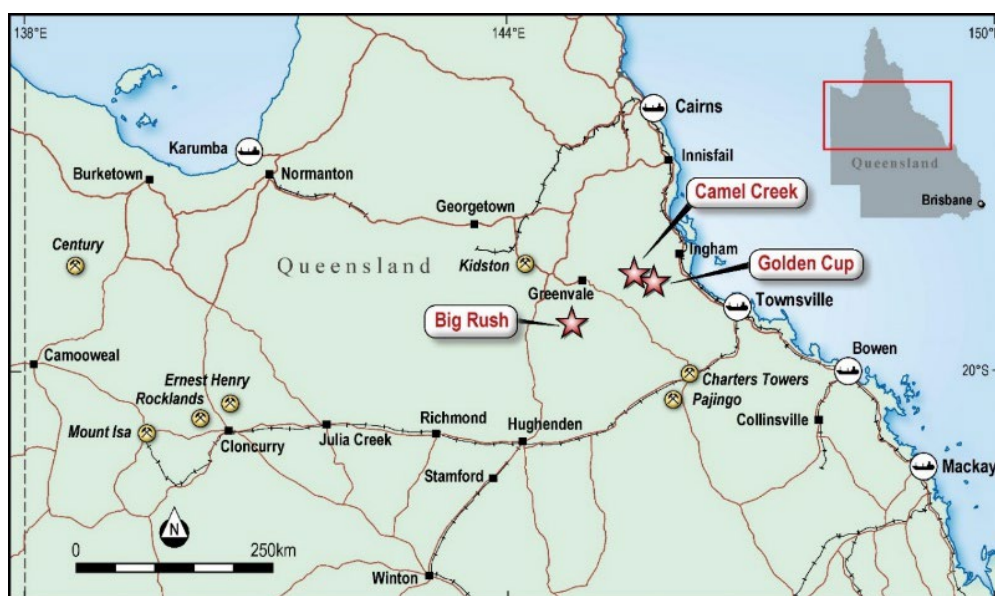 138°E
144°E
150°E
Cairns
Karumba
Innisfail
Burketown
Normanton
Camel Creek
Queensland
Brisbane
Georgetown
Century
Queensland
Kidston
Ingham
Golden Cup
Greenvale
Townsville
Big Rush
Camooweal
Bowen
20°S
Ernest Henry
Rocklands
Charters Towers
Pajingo
Mount Isa
Cloncurry
Julia Creek
Richmond
Hughenden
Collinsville
Stamford
Mackay
N
0
250km
Winton